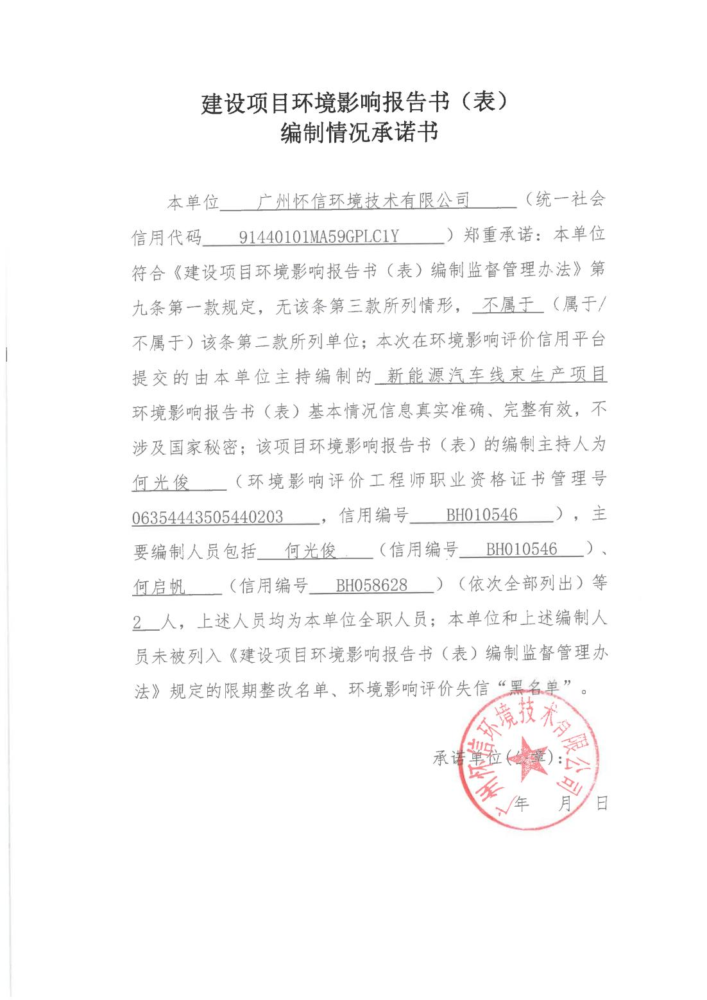 建设项目环境影响报告书（表）
编制情况承诺书
本单位 广州怀信环境技术有限公司 （统一社会
信用代码 91440101MA59GPLC1Y ）郑重承诺：本单位
符合《建设项目环境影响报告书（表）编制监督管理办法》第
九条第一款规定，无该条第三款所列情形， 不属于 （属于/
不属于）该条第二款所列单位；本次在环境影响评价信用平台
提交的由本单位主持编制的 新能源汽车线束生产项目
环境影响报告书（表）基本情况信息真实准确、完整有效，不
涉及国家秘密；该项目环境影响报告书（表）的编制主持人为
何光俊 （环境影响评价工程师职业资格证书管理号
06354443505440203 ，信用编号 BH010546 ），主
要编制人员包括 何光俊 （信用编号 BH010546 ）、
何启帆 （信用编号 BH058628 ）（依次全部列出）等
2 人，上述人员均为本单位全职人员；本单位和上述编制人
员未被列入《建设项目环境影响报告书（表）编制监督管理办
法》规定的限期整改名单、环境影响评价失信“黑名单”。
承诺单位(公章)：
年 月 日
广州怀信环境技术有限公司